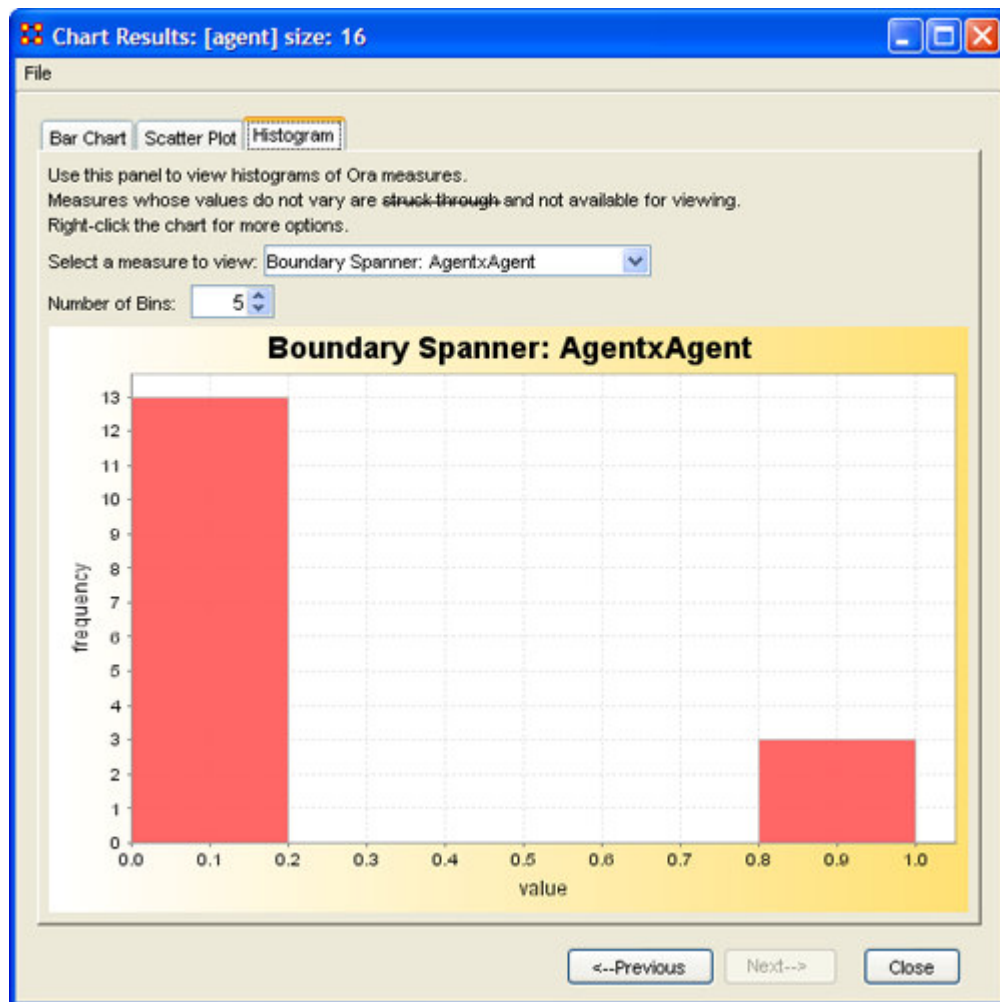 Chart Results: [agent] size: 16
File
Bar Chart Scatter Plot Histogram
Use this panel to view histograms of Ora measures.
Measures whose values do not vary are struck through and not available for viewing.
Right-click the chart for more options.
Select a measure to view: Boundary Spanner: AgentxAgent
Number of Bins: 5
Boundary Spanner: AgentxAgent
13
12
11
10
9
8
7
6
5
4
3
2
1
0
frequency
0.0 0.1 0.2 0.3 0.4 0.5 0.6 0.7 0.8 0.9 1.0
value
<--Previous Next--> Close